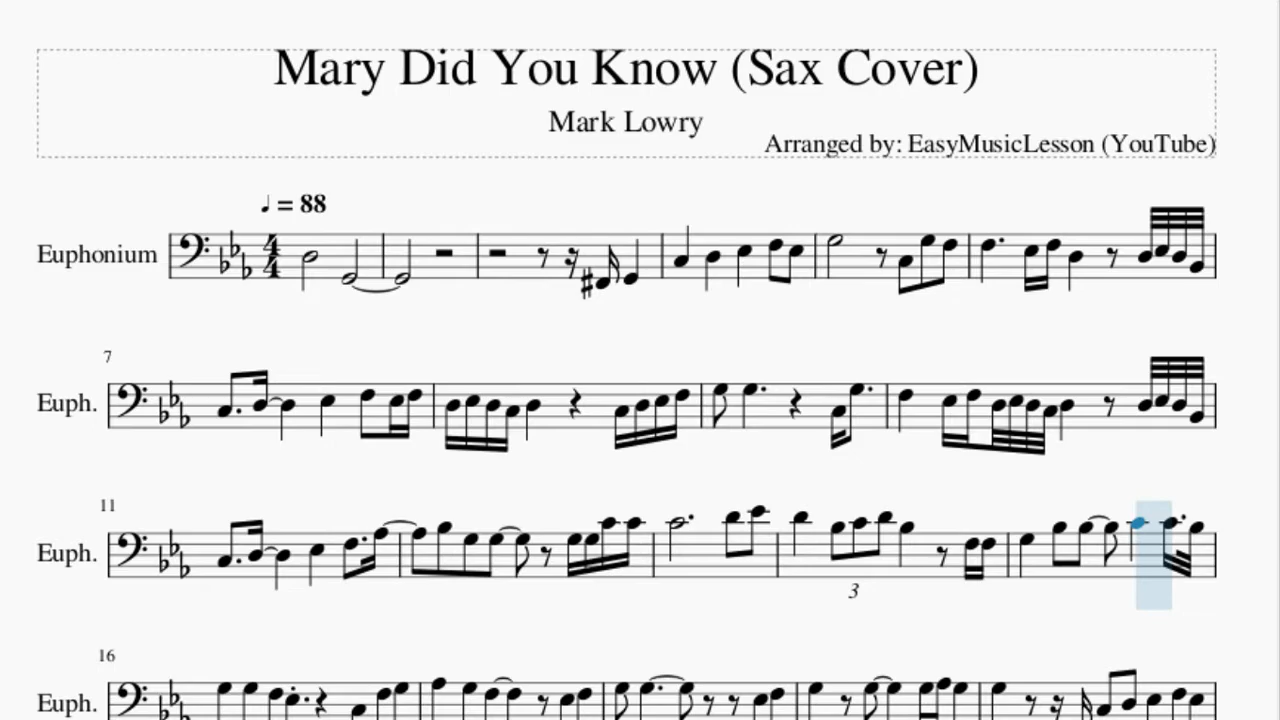 Mary Did You Know (Sax Cover)
Mark Lowry
Arranged by: EasyMusicLesson (YouTube)
♩ = 88
Euphonium
7
Euph.
11
Euph.
3
16
Euph.